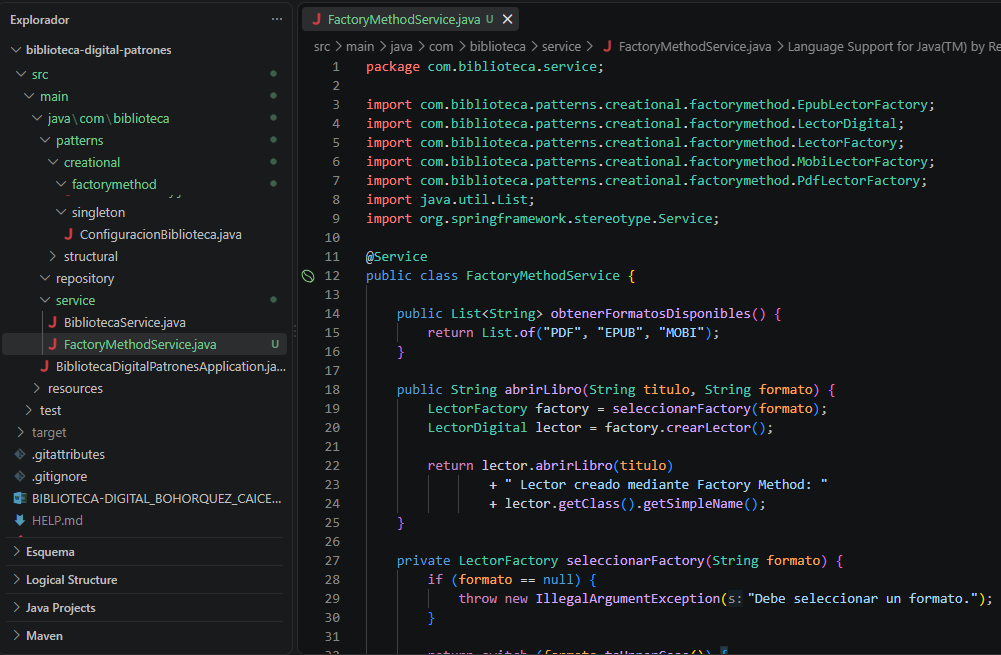 Explorador
biblioteca-digital-patrones
src
main
java\com\biblioteca
patterns
creational
factorymethod
singleton
ConfiguracionBiblioteca.java
structural
repository
service
BibliotecaService.java
FactoryMethodService.java U
BibliotecaDigitalPatronesApplication.ja...
resources
test
target
.gitattributes
.gitignore
BIBLIOTECA-DIGITAL_BOHORQUEZ_CAICE...
HELP.md
Esquema
Logical Structure
Java Projects
Maven
FactoryMethodService.java U
src > main > java > com > biblioteca > service > FactoryMethodService.java > Language Support for Java(TM) by Re
1 package com.biblioteca.service;
2
3 import com.biblioteca.patterns.creational.factorymethod.EpubLectorFactory;
4 import com.biblioteca.patterns.creational.factorymethod.LectorDigital;
5 import com.biblioteca.patterns.creational.factorymethod.LectorFactory;
6 import com.biblioteca.patterns.creational.factorymethod.MobiLectorFactory;
7 import com.biblioteca.patterns.creational.factorymethod.PdfLectorFactory;
8 import java.util.List;
9 import org.springframework.stereotype.Service;
10
11 @Service
12 public class FactoryMethodService {
13
14 public List<String> obtenerFormatosDisponibles() {
15 return List.of("PDF", "EPUB", "MOBI");
16 }
17
18 public String abrirLibro(String titulo, String formato) {
19 LectorFactory factory = seleccionarFactory(formato);
20 LectorDigital lector = factory.crearLector();
21
22 return lector.abrirLibro(titulo)
23 + " Lector creado mediante Factory Method: "
24 + lector.getClass().getSimpleName();
25 }
26
27 private LectorFactory seleccionarFactory(String formato) {
28 if (formato == null) {
29 throw new IllegalArgumentException(s: "Debe seleccionar un formato.");
30 }
31
32 return switch (formato.toUpperCase()) {